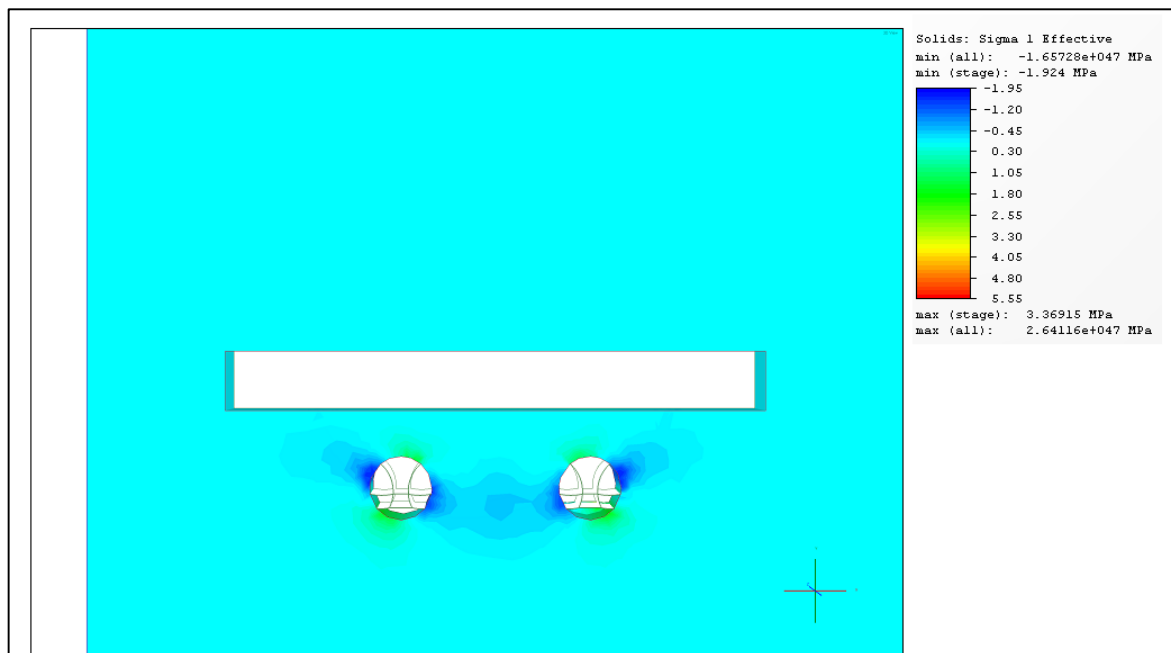 Solids: Sigma 1 Effective
min (all): -1.65728e+047 MPa
min (stage): -1.924 MPa
-1.95
-1.20
-0.45
0.30
1.05
1.80
2.55
3.30
4.05
4.80
5.55
max (stage): 3.36915 MPa
max (all): 2.64116e+047 MPa